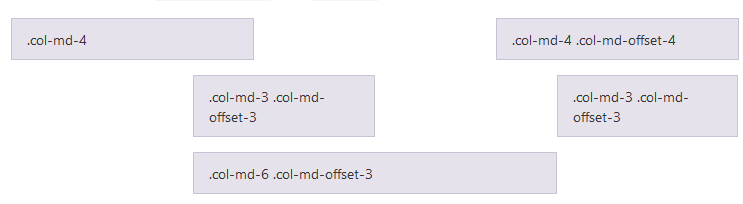 .col-md-4
.col-md-4 .col-md-offset-4
.col-md-3 .col-md-
offset-3
.col-md-3 .col-md-
offset-3
.col-md-6 .col-md-offset-3